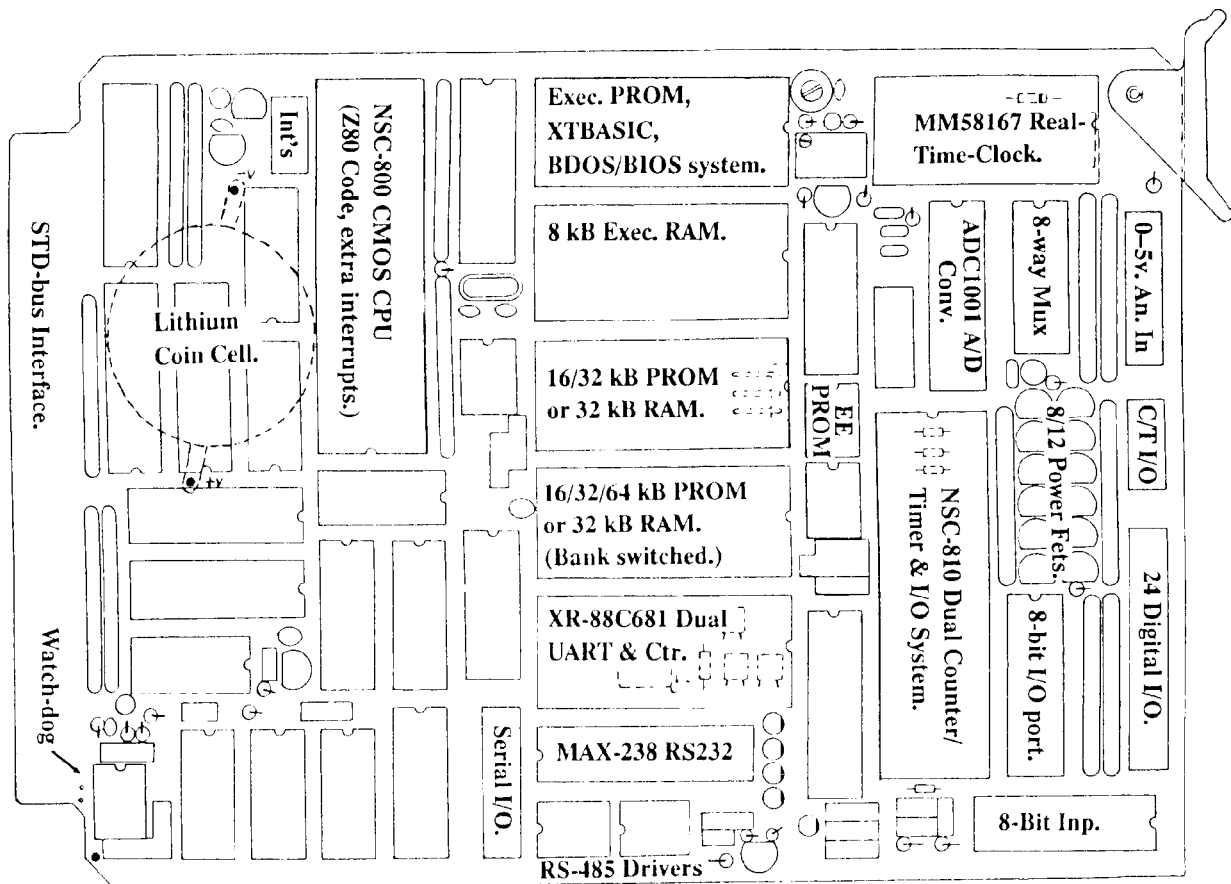 Exec. PROM,
XTBASIC,
BDOS/BIOS system.
MM58167 Real-
Time-Clock.
Int's
NSC-800 CMOS CPU
(Z80 Code, extra interrupts.)
8 kB Exec. RAM.
ADC1001 A/D
Conv.
8-way Mux
0–5v. An. In
STD-bus Interface.
Lithium
Coin Cell.
-v
+v
16/32 kB PROM
or 32 kB RAM.
EE
PROM
8/12 Power Fets.
C/T I/O
16/32/64 kB PROM
or 32 kB RAM.
(Bank switched.)
NSC-810 Dual Counter/
Timer & I/O System.
24 Digital I/O.
XR-88C681 Dual
UART & Ctr.
8-bit I/O port.
Watch-dog
Serial I/O.
MAX-238 RS232
8-Bit Inp.
RS-485 Drivers